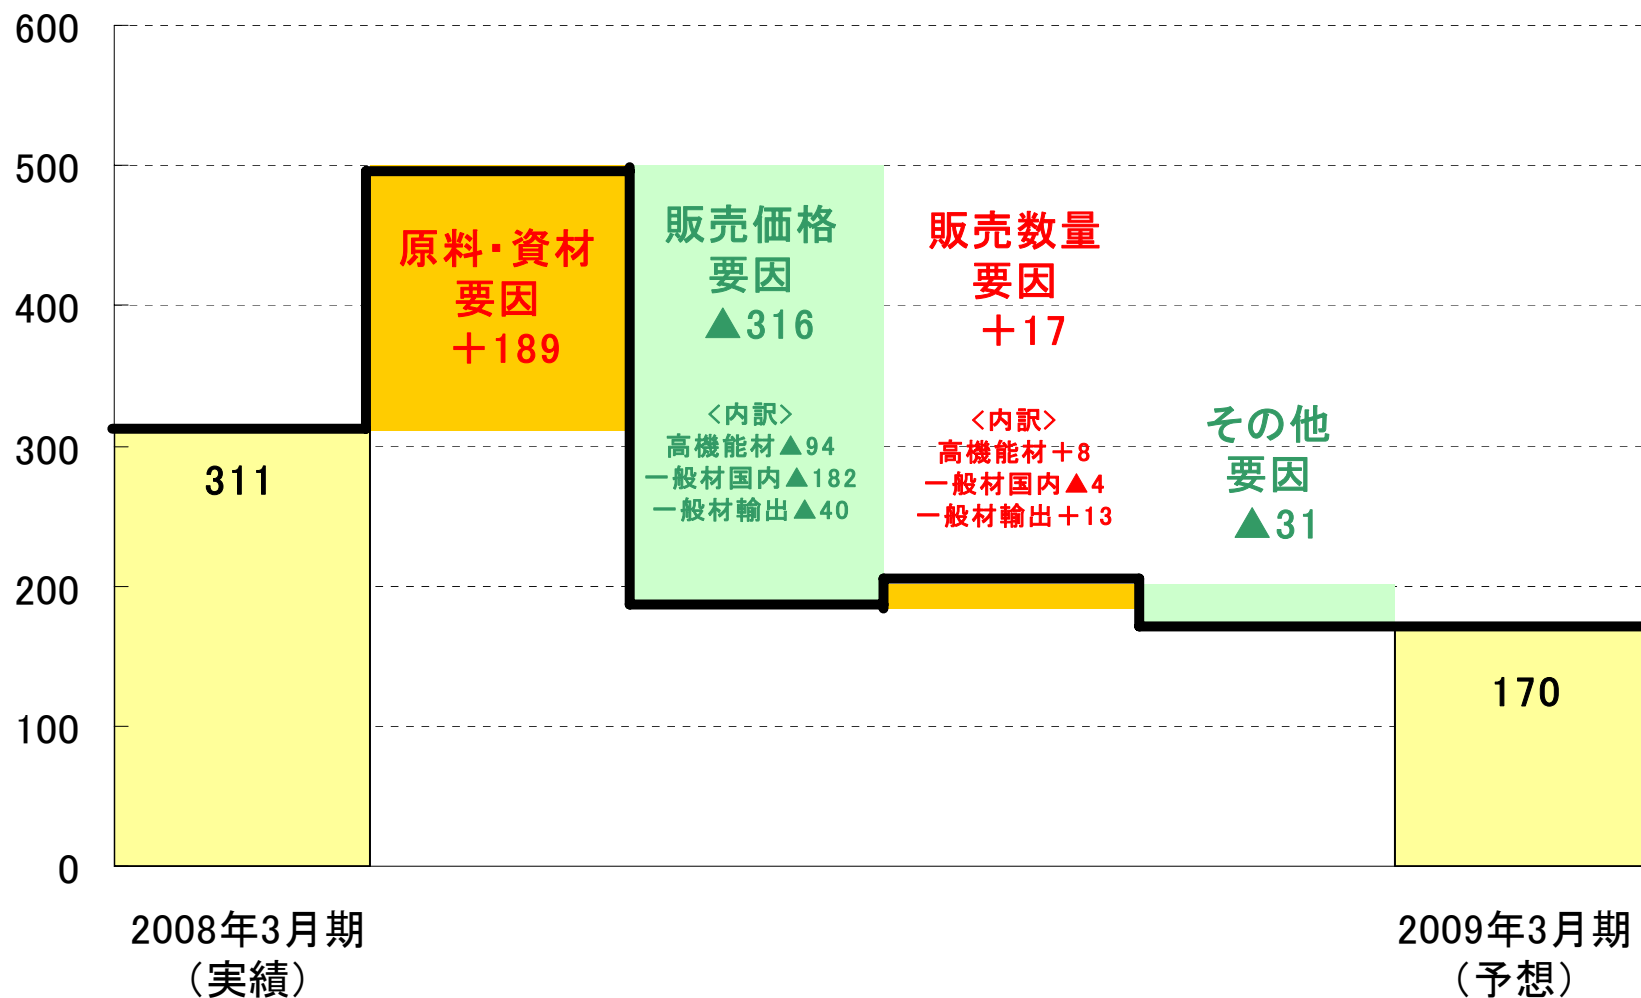 600
500
400
300
200
100
0
311
原料・資材
要因
＋189
販売価格
要因
▲316
＜内訳＞
高機能材▲94
一般材国内▲182
一般材輸出▲40
販売数量
要因
＋17
＜内訳＞
高機能材＋8
一般材国内▲4
一般材輸出＋13
その他
要因
▲31
170
2008年3月期
（実績）
2009年3月期
（予想）